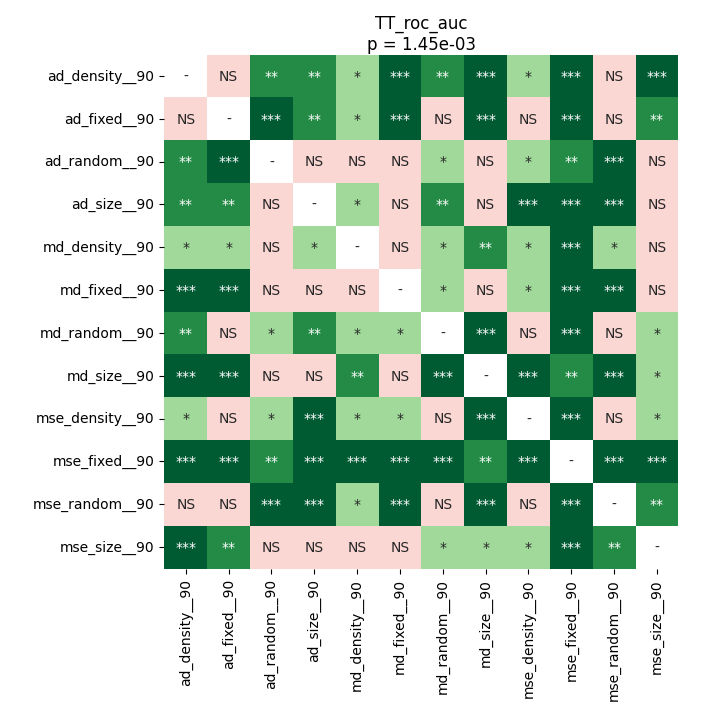 TT_roc_auc
p = 1.45e-03
ad_density__90 - NS ** ** * *** ** *** * *** NS ***
ad_fixed__90 NS - *** ** * *** NS *** NS *** NS **
ad_random__90 ** *** - NS NS NS * NS * ** *** NS
ad_size__90 ** ** NS - * NS ** NS *** *** *** NS
md_density__90 * * NS * - NS * ** * *** * NS
md_fixed__90 *** *** NS NS NS - * NS * *** *** NS
md_random__90 ** NS * ** * * - *** NS *** NS *
md_size__90 *** *** NS NS ** NS *** - *** ** *** *
mse_density__90 * NS * *** * * NS *** - *** NS *
mse_fixed__90 *** *** ** *** *** *** *** ** *** - *** ***
mse_random__90 NS NS *** *** * *** NS *** NS *** - **
mse_size__90 *** ** NS NS NS NS * * * *** ** -
ad_density__90 ad_fixed__90 ad_random__90 ad_size__90 md_density__90 md_fixed__90 md_random__90 md_size__90 mse_density__90 mse_fixed__90 mse_random__90 mse_size__90